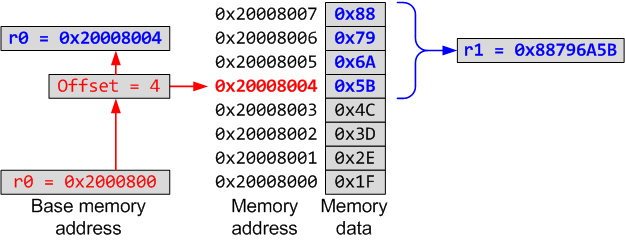 0x20008007 0x88
r0 = 0x20008004 0x20008006 0x79 r1 = 0x88796A5B
0x20008005 0x6A
Offset = 4 0x20008004 0x5B
0x20008003 0x4C
0x20008002 0x3D
0x20008001 0x2E
r0 = 0x2000800 0x20008000 0x1F
Base memory Memory Memory
address address data